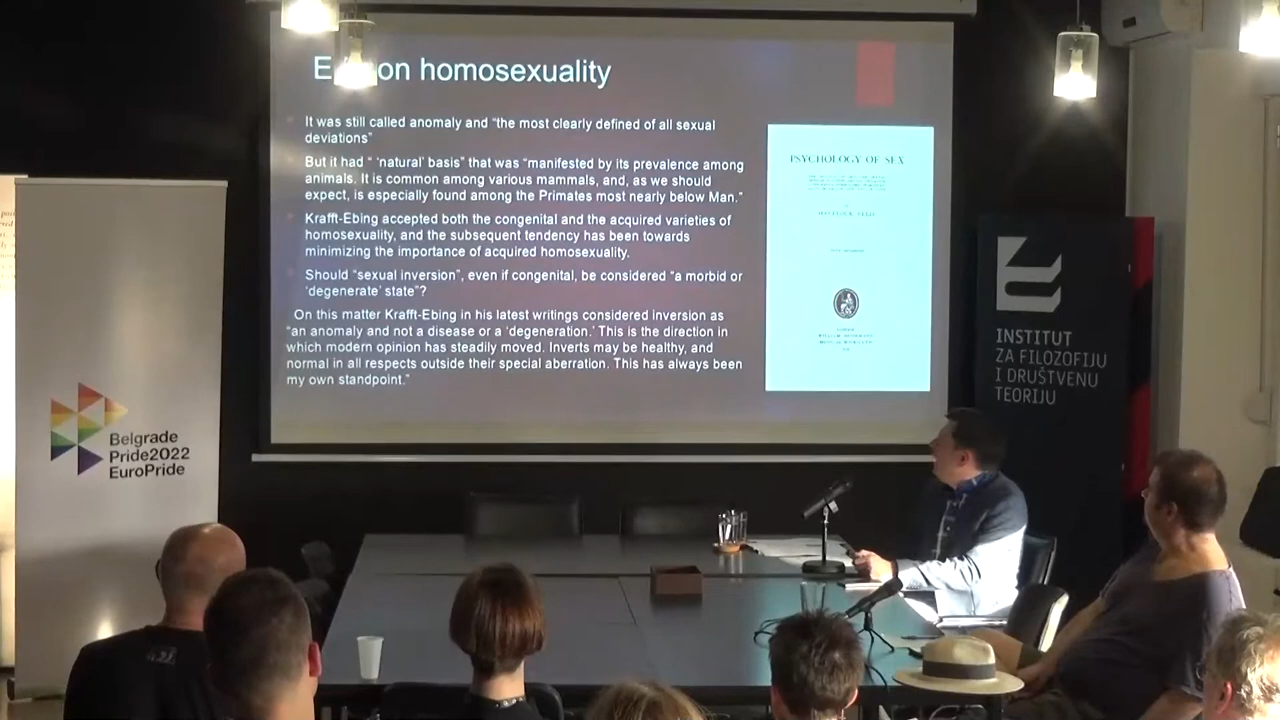 E on homosexuality
It was still called anomaly and “the most clearly defined of all sexual
deviations”
But it had “ ‘natural’ basis” that was “manifested by its prevalence among
animals. It is common among various mammals, and, as we should
expect, is especially found among the Primates most nearly below Man.”
Krafft-Ebing accepted both the congenital and the acquired varieties of
homosexuality, and the subsequent tendency has been towards
minimizing the importance of acquired homosexuality.
Should “sexual inversion”, even if congenital, be considered “a morbid or
‘degenerate’ state”?
On this matter Krafft-Ebing in his latest writings considered inversion as
“an anomaly and not a disease or a ‘degeneration.’ This is the direction in
which modern opinion has steadily moved. Inverts may be healthy, and
normal in all respects outside their special aberration. This has always been
my own standpoint.”
PSYCHOLOGY OF SEX
Belgrade
Pride2022
EuroPride
INSTITUT
ZA FILOZOFIJU
I DRUŠTVENU
TEORIJU